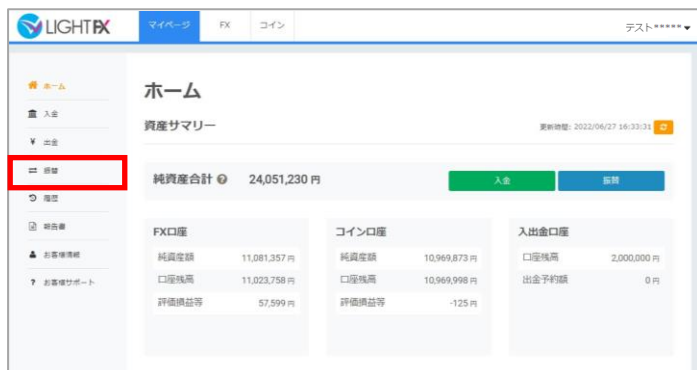 LIGHT FX マイページ FX コイン テスト*****
ホーム
入金
出金
振替
履歴
報告書
お客様情報
お客様サポート
ホーム
資産サマリー 更新時間: 2022/06/27 16:33:31
純資産合計 24,051,230 円 入金 振替
FX口座
純資産額 11,081,357 円
口座残高 11,023,758 円
評価損益等 57,599 円
コイン口座
純資産額 10,969,873 円
口座残高 10,969,998 円
評価損益等 -125 円
入出金口座
口座残高 2,000,000 円
出金予約額 0 円